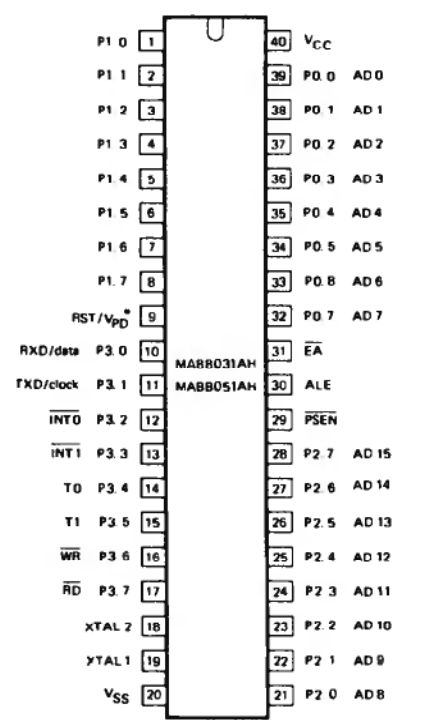 P1.0 1 40 VCC
P1.1 2 39 P0.0 AD0
P1.2 3 38 P0.1 AD1
P1.3 4 37 P0.2 AD2
P1.4 5 36 P0.3 AD3
P1.5 6 35 P0.4 AD4
P1.6 7 34 P0.5 AD5
P1.7 8 33 P0.8 AD6
RST/VPD* 9 32 P0.7 AD7
RXD/data P3.0 10 31 EA
MAB8031AH
TXD/clock P3.1 11 30 ALE
MAB8051AH
INT0 P3.2 12 29 PSEN
INT1 P3.3 13 28 P2.7 AD15
T0 P3.4 14 27 P2.6 AD14
T1 P3.5 15 26 P2.5 AD13
WR P3.6 16 25 P2.4 AD12
RD P3.7 17 24 P2.3 AD11
XTAL2 18 23 P2.2 AD10
XTAL1 19 22 P2.1 AD9
VSS 20 21 P2.0 AD8